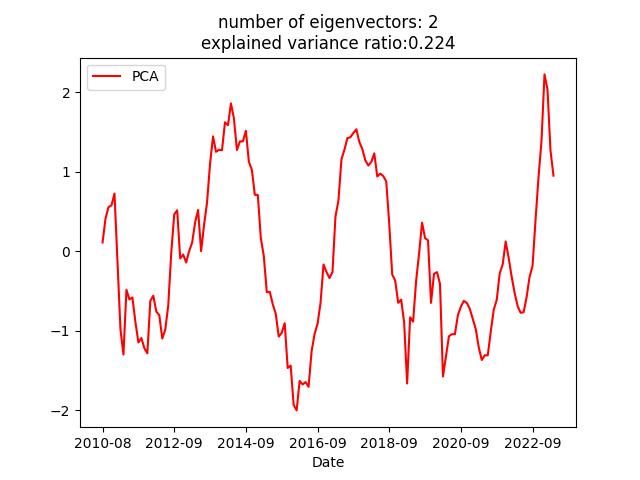 number of eigenvectors: 2
explained variance ratio:0.224
PCA
2
1
0
−1
−2
2010-08 2012-09 2014-09 2016-09 2018-09 2020-09 2022-09
Date